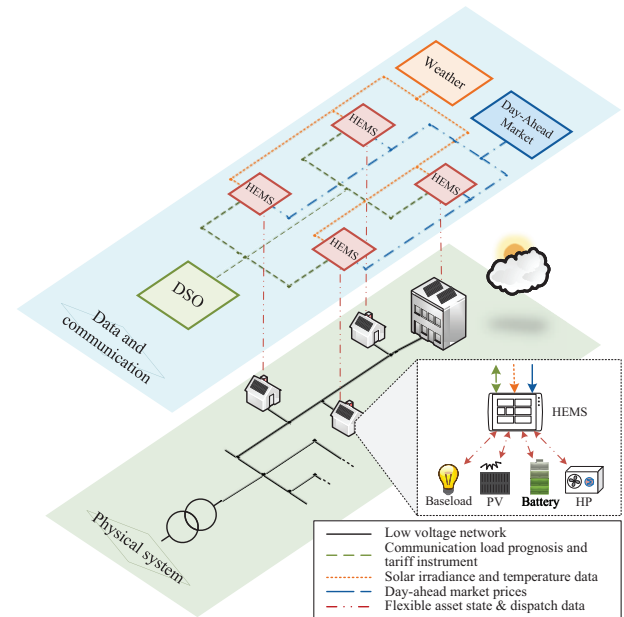 Weather
Day-Ahead
Market
HEMS
HEMS
HEMS
HEMS
DSO
Data and
communication
Physical system
HEMS
Baseload
PV
Battery
HP
Low voltage network
Communication load prognosis and
tariff instrument
Solar irradiance and temperature data
Day-ahead market prices
Flexible asset state & dispatch data